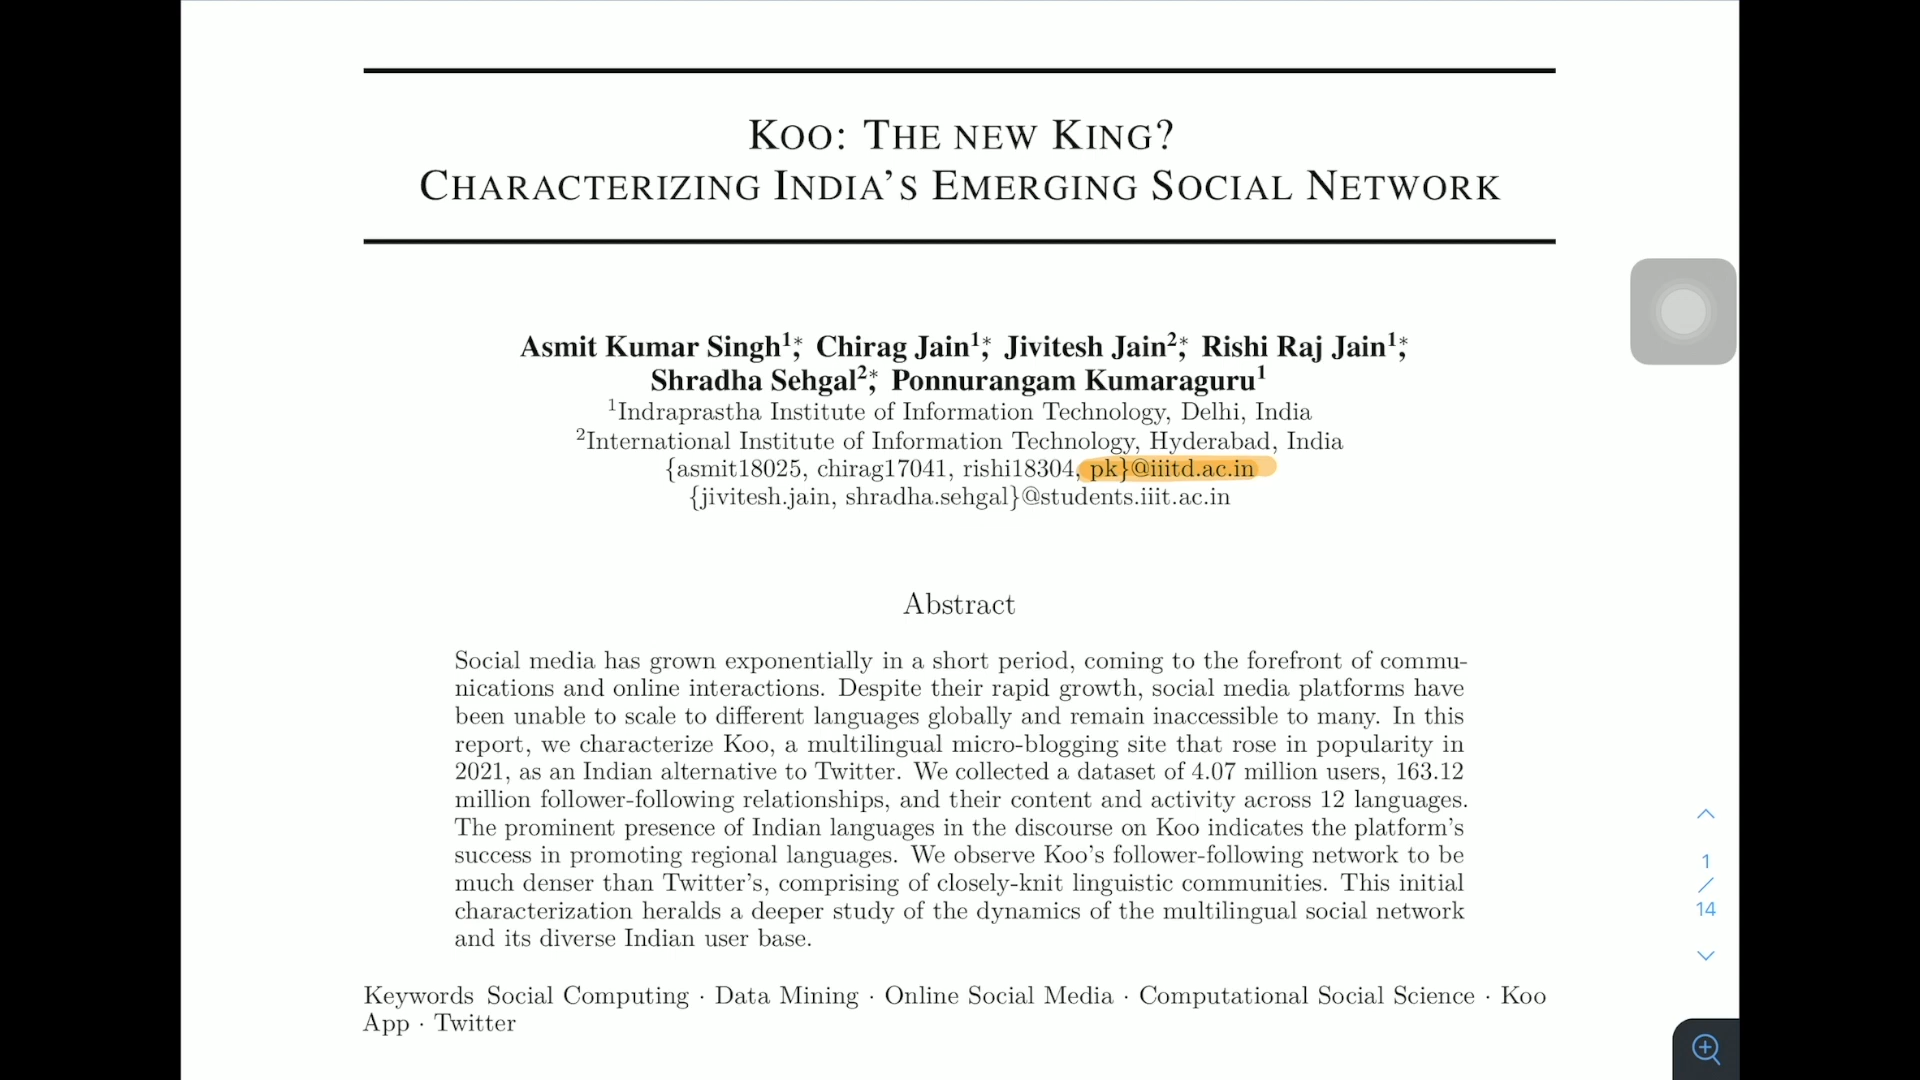 KOO: THE NEW KING?
CHARACTERIZING INDIA'S EMERGING SOCIAL NETWORK
Asmit Kumar Singh¹*, Chirag Jain¹*, Jivitesh Jain²*, Rishi Raj Jain¹*,
Shradha Sehgal²*, Ponnurangam Kumaraguru¹
¹Indraprastha Institute of Information Technology, Delhi, India
²International Institute of Information Technology, Hyderabad, India
{asmit18025, chirag17041, rishi18304, pk}@iiitd.ac.in
{jivitesh.jain, shradha.sehgal}@students.iiit.ac.in
Abstract
Social media has grown exponentially in a short period, coming to the forefront of commu-
nications and online interactions. Despite their rapid growth, social media platforms have
been unable to scale to different languages globally and remain inaccessible to many. In this
report, we characterize Koo, a multilingual micro-blogging site that rose in popularity in
2021, as an Indian alternative to Twitter. We collected a dataset of 4.07 million users, 163.12
million follower-following relationships, and their content and activity across 12 languages.
The prominent presence of Indian languages in the discourse on Koo indicates the platform's
success in promoting regional languages. We observe Koo's follower-following network to be
much denser than Twitter's, comprising of closely-knit linguistic communities. This initial
characterization heralds a deeper study of the dynamics of the multilingual social network
and its diverse Indian user base.
Keywords Social Computing · Data Mining · Online Social Media · Computational Social Science · Koo
App · Twitter
1
/
14